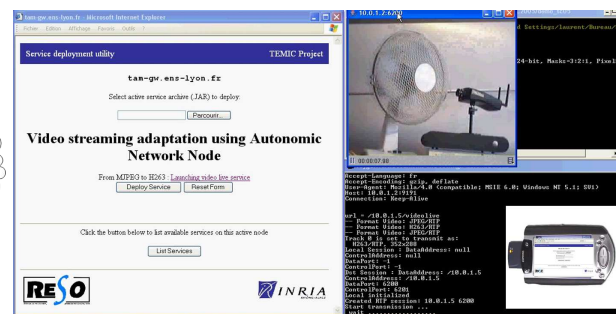 tam-gw.ens-lyon.fr - Microsoft Internet Explorer
Fichier Edition Affichage Favoris Outils ?
Service deployment utility TEMIC Project
tam-gw.ens-lyon.fr
Select active service archive (.JAR) to deploy:
Parcourir...
Video streaming adaptation using Autonomic
Network Node
From MJPEG to H263 : Launching video live service
Deploy Service Reset Form
Click the button below to list available services on this active node
List Services
RESO
INRIA
10.0.1.2:6200
00:00:07.98
d Settings/laurent/Bureau/
24-bit, Masks=3:2:1, Pixel
Accept-Language: fr
Accept-Encoding: gzip, deflate
User-Agent: Mozilla/4.0 (compatible; MSIE 6.0; Windows NT 5.1; SV1)
Host: 10.0.1.2:9191
Connection: Keep-Alive
url = /10.0.1.5/videolive
- Format Video: JPEG/RTP
- Format Video: H263/RTP
- Format Video: JPEG/RTP
Track 0 is set to transmit as:
H263/RTP, 352x288
Local Session : DataAddress: null
ControlAddress: null
DataPort: -1
ControlPort: -1
Dst Session : DataAddress: /10.0.1.5
ControlAddress: /10.0.1.5
DataPort: 6200
ControlPort: 6201
Local initialized
Created RTP session: 10.0.1.5 6200
Start transmission ...
wait ................